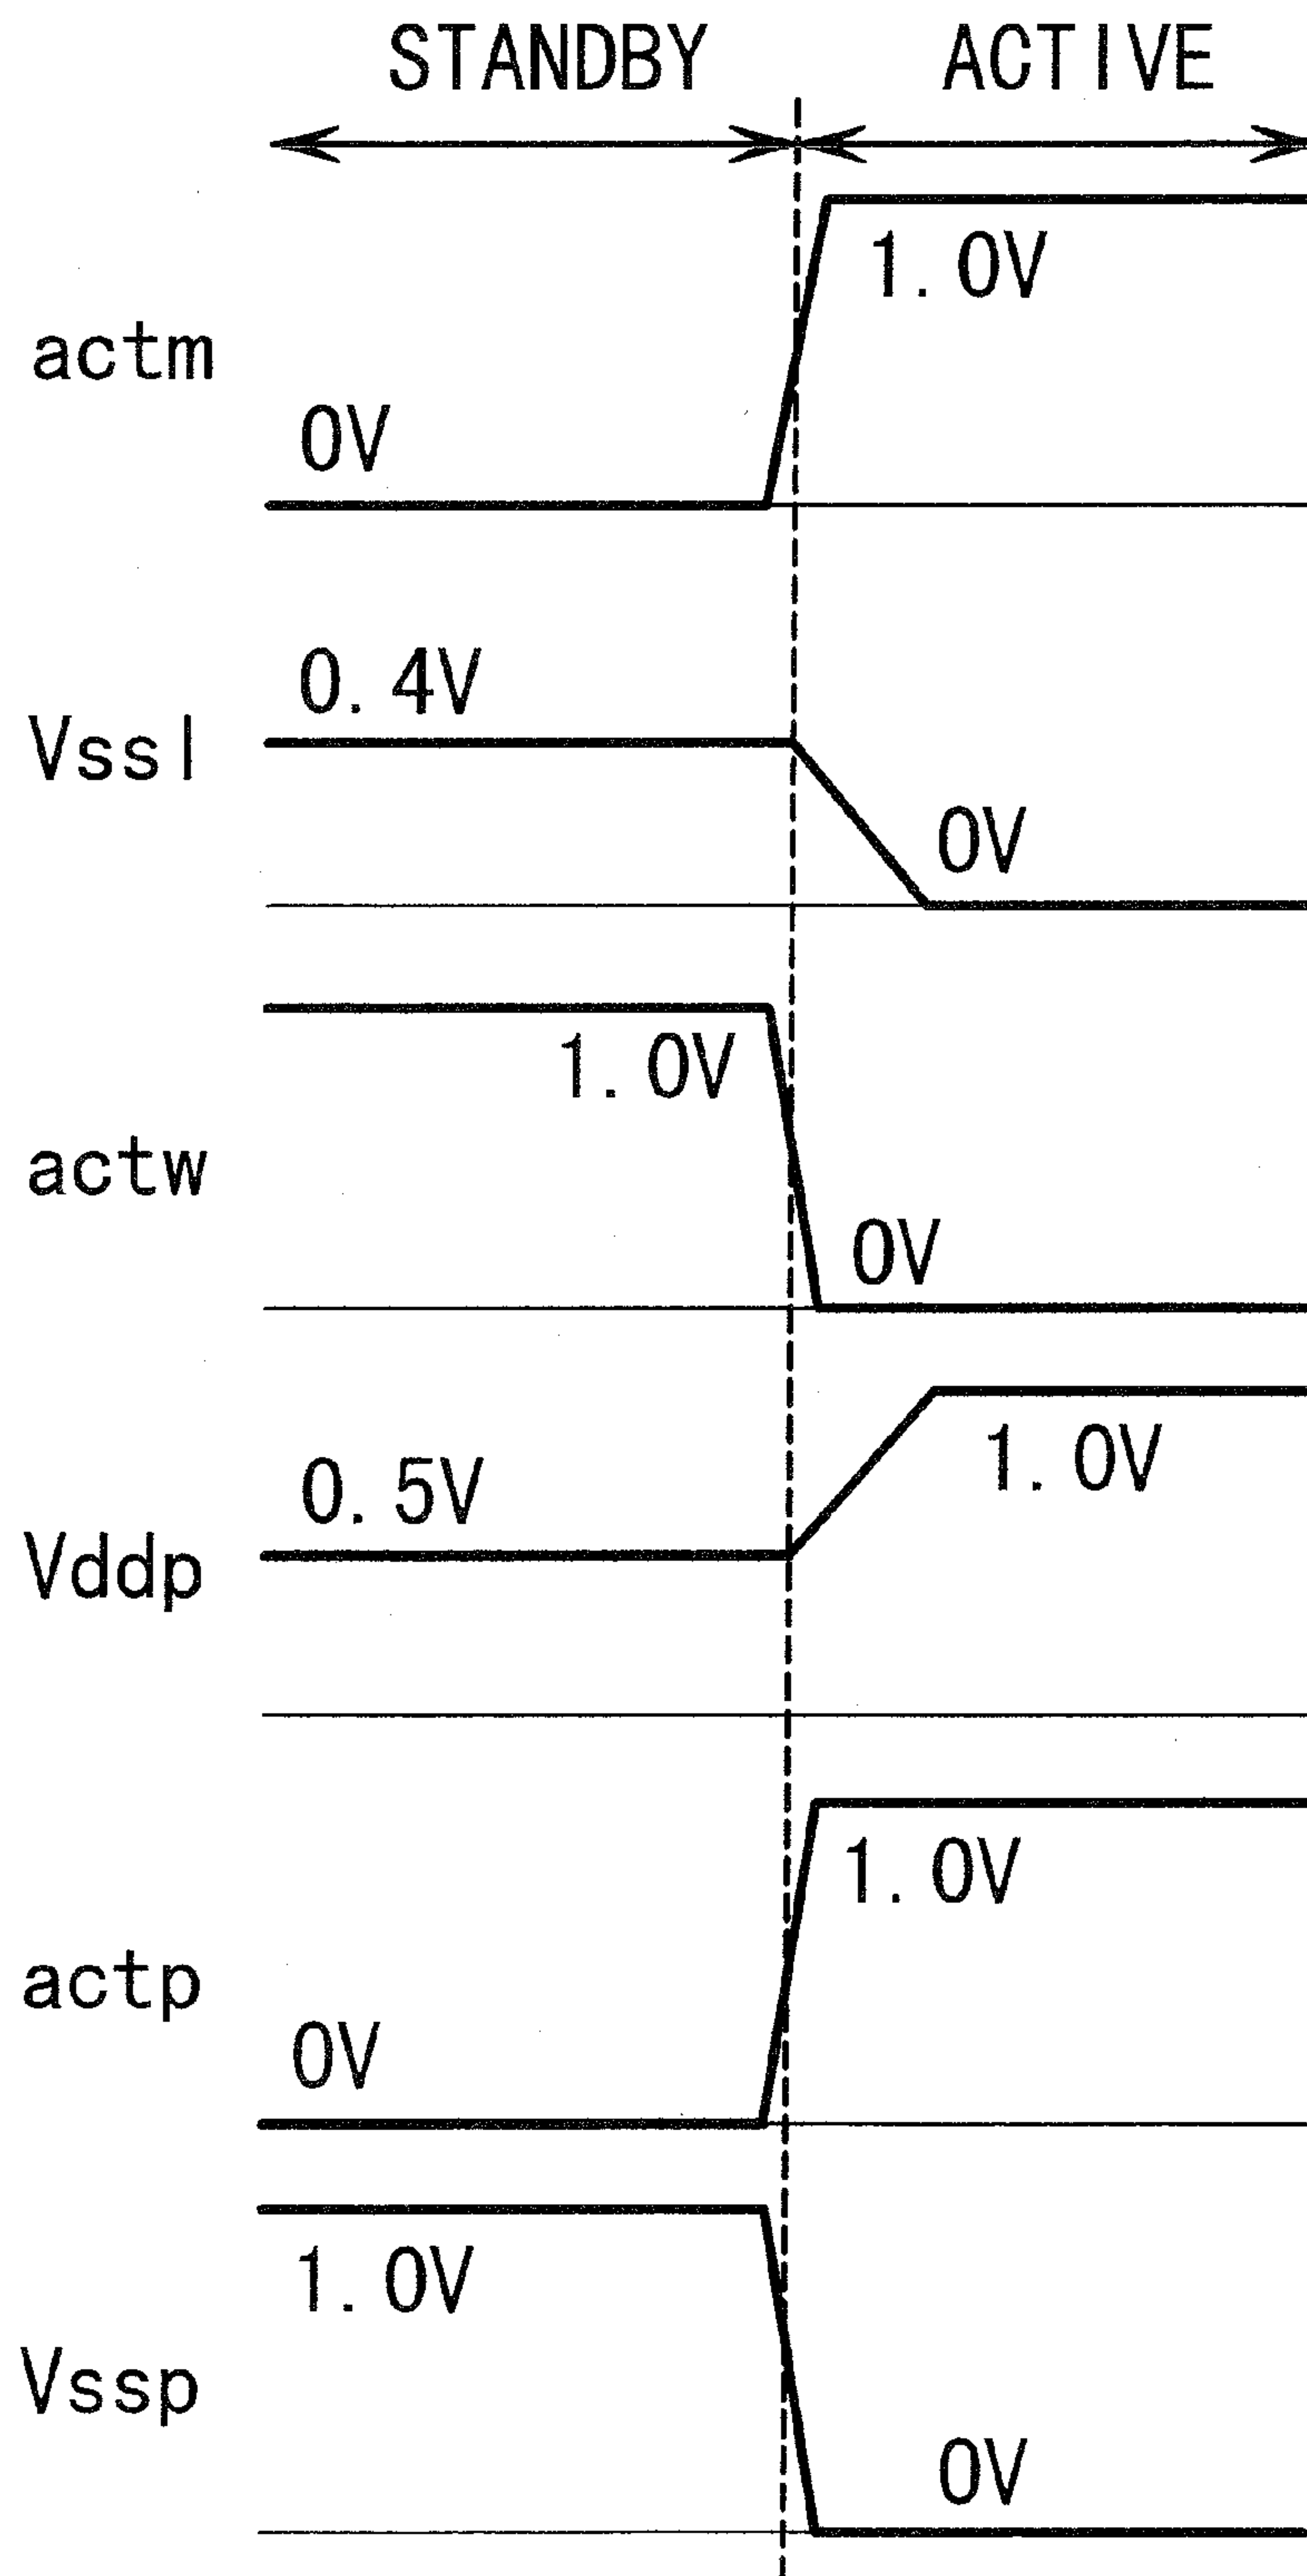 STANDBY ACTIVE
1.0V
actm
0V
0.4V
Vssl
0V
1.0V
actw
0V
1.0V
0.5V
Vddp
1.0V
actp
0V
1.0V
Vssp
0V